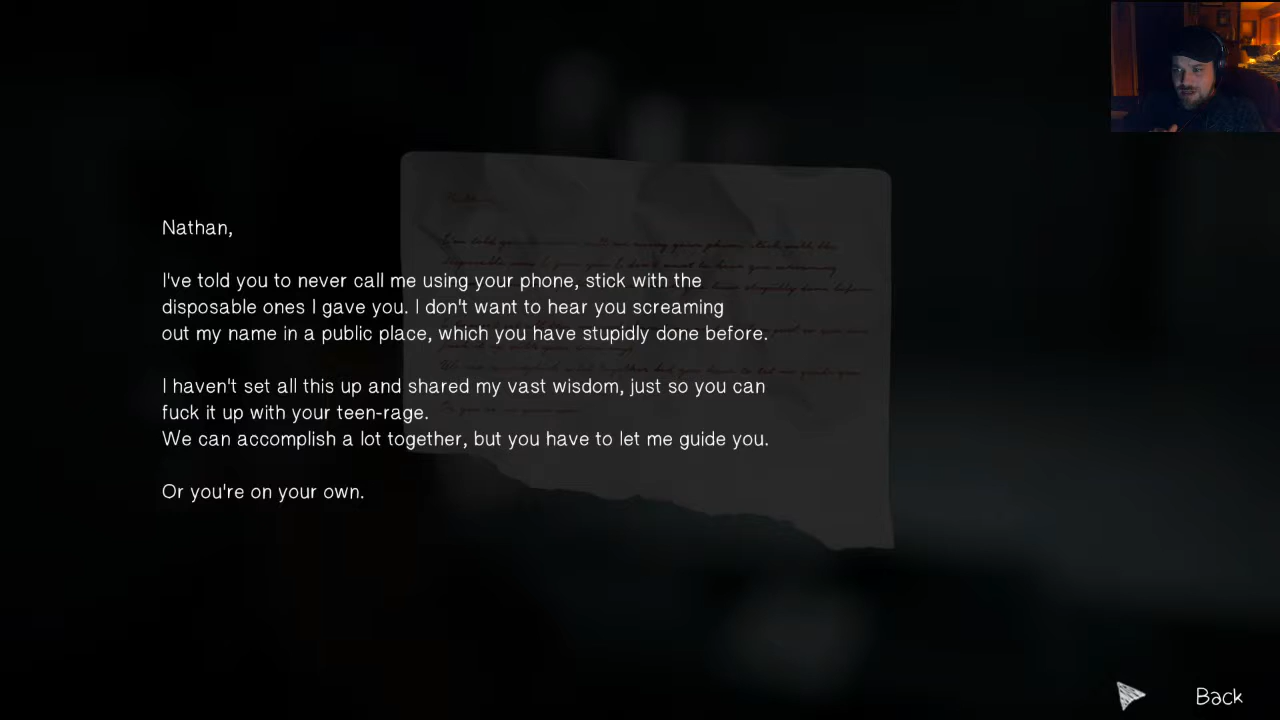 Nathan,
I've told you to never call me using your phone, stick with the
disposable ones I gave you. I don't want to hear you screaming
out my name in a public place, which you have stupidly done before.
I haven't set all this up and shared my vast wisdom, just so you can
fuck it up with your teen-rage.
We can accomplish a lot together, but you have to let me guide you.
Or you're on your own.
Back